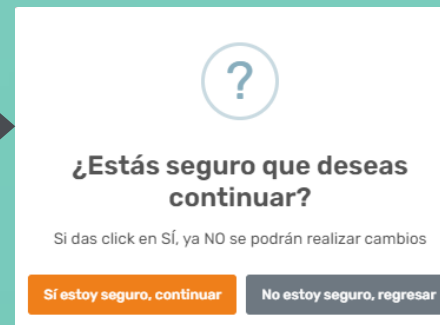 ?
¿Estás seguro que deseas
continuar?
Si das click en SÍ, ya NO se podrán realizar cambios
Sí estoy seguro, continuar
No estoy seguro, regresar